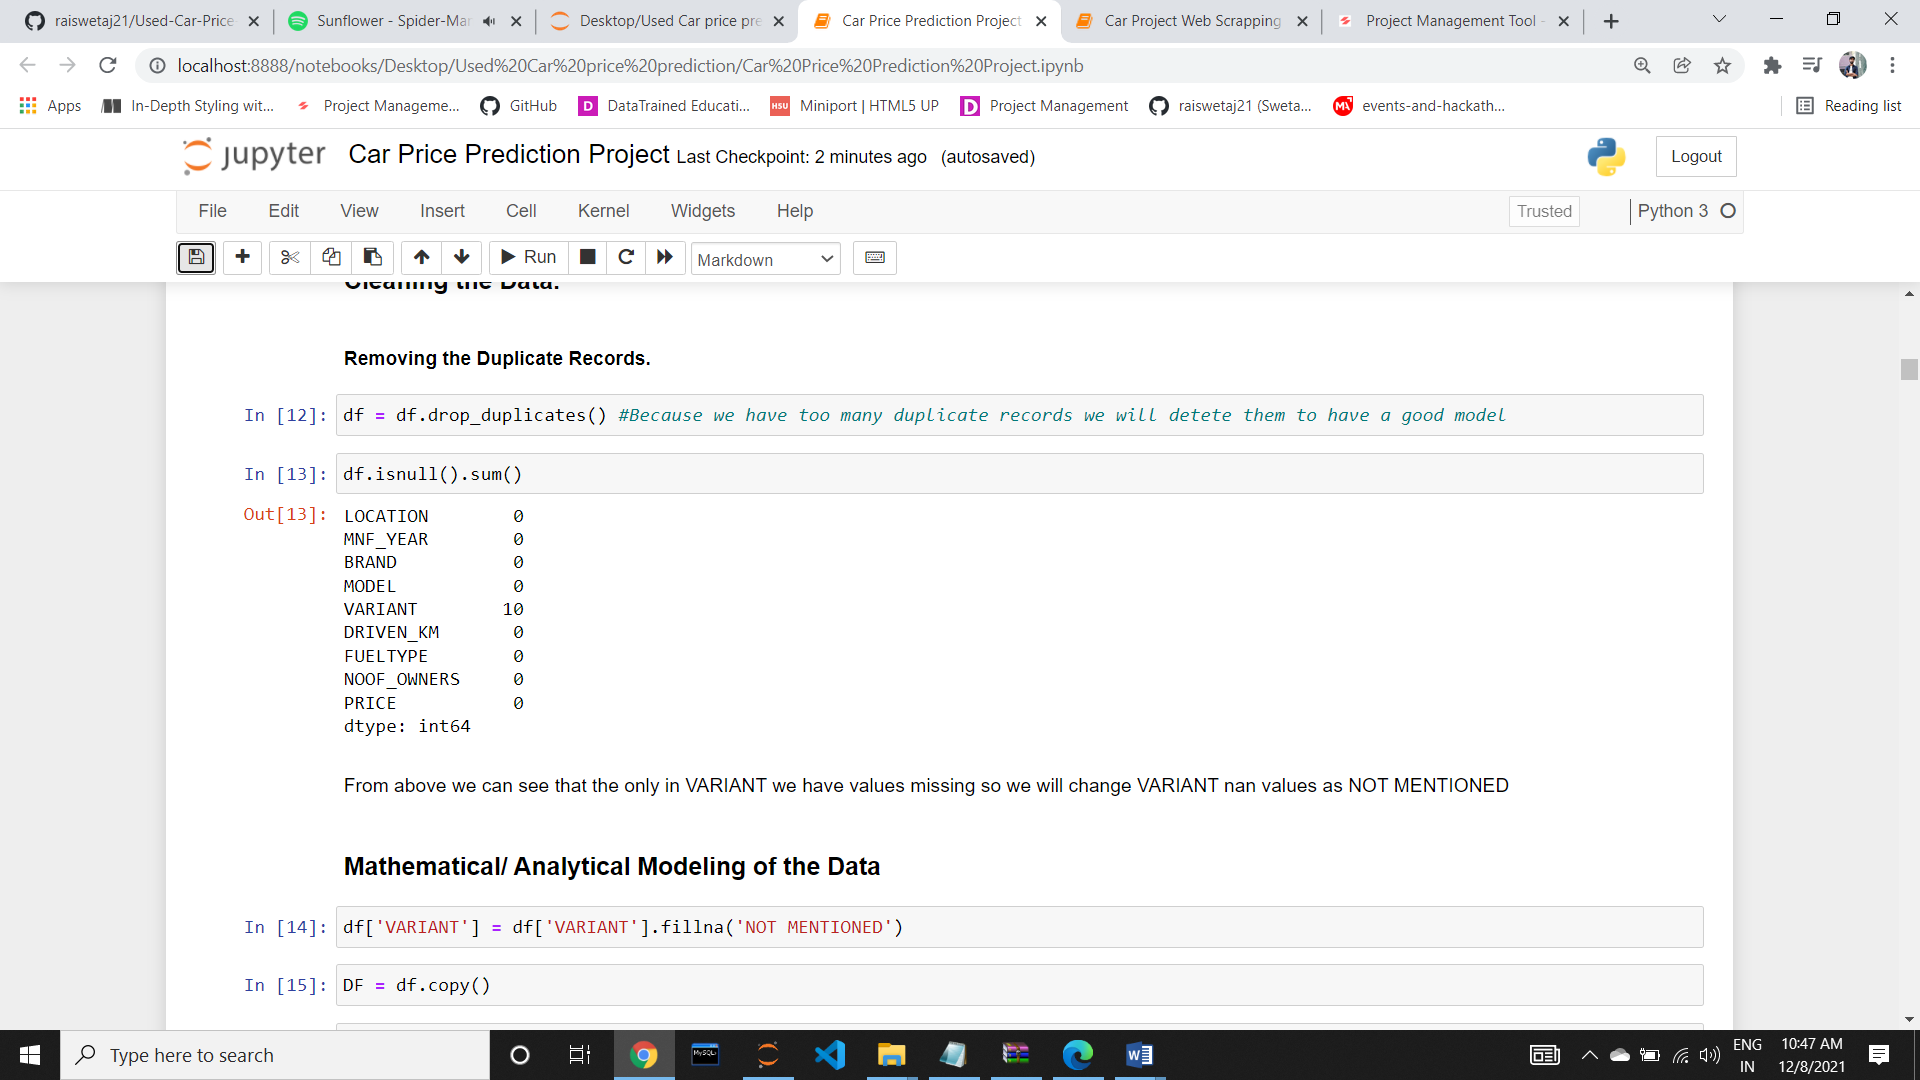 raiswetaj21/Used-Car-Price
Sunflower - Spider-Mar
Desktop/Used Car price pre
Car Price Prediction Project
Car Project Web Scrapping
Project Management Tool -
localhost:8888/notebooks/Desktop/Used%20Car%20price%20prediction/Car%20Price%20Prediction%20Project.ipynb
Apps
In-Depth Styling wit...
Project Manageme...
GitHub
DataTrained Educati...
HSU
Miniport | HTML5 UP
Project Management
raiswetaj21 (Sweta...
events-and-hackath...
Reading list
jupyter Car Price Prediction Project Last Checkpoint: 2 minutes ago (autosaved)
Logout
File Edit View Insert Cell Kernel Widgets Help
Trusted
Python 3
Run
Markdown
Cleaning the Data.
Removing the Duplicate Records.
In [12]: df = df.drop_duplicates() #Because we have too many duplicate records we will detete them to have a good model
In [13]: df.isnull().sum()
Out[13]: LOCATION 0
MNF_YEAR 0
BRAND 0
MODEL 0
VARIANT 10
DRIVEN_KM 0
FUELTYPE 0
NOOF_OWNERS 0
PRICE 0
dtype: int64
From above we can see that the only in VARIANT we have values missing so we will change VARIANT nan values as NOT MENTIONED
Mathematical/ Analytical Modeling of the Data
In [14]: df['VARIANT'] = df['VARIANT'].fillna('NOT MENTIONED')
In [15]: DF = df.copy()
Type here to search
MySQL
ENG
IN
10:47 AM
12/8/2021